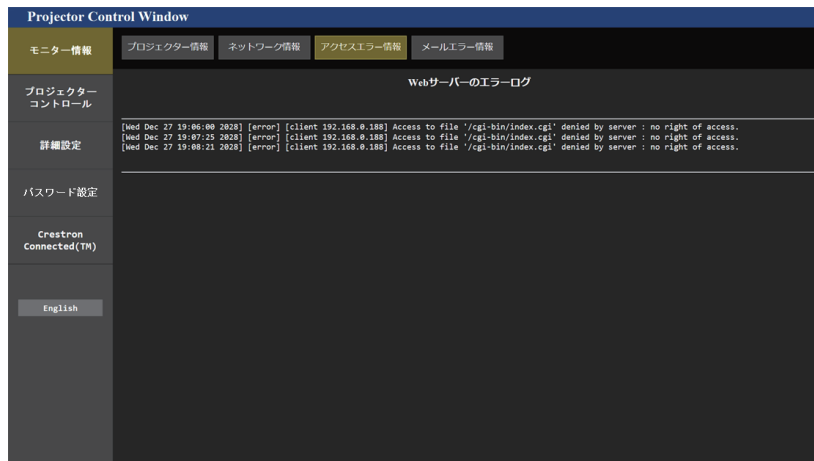 Projector Control Window
モニター情報
プロジェクター情報
ネットワーク情報
アクセスエラー情報
メールエラー情報
プロジェクター
コントロール
詳細設定
パスワード設定
Crestron
Connected(TM)
English
Webサーバーのエラーログ
[Wed Dec 27 19:06:00 2028] [error] [client 192.168.0.188] Access to file '/cgi-bin/index.cgi' denied by server : no right of access.
[Wed Dec 27 19:07:25 2028] [error] [client 192.168.0.188] Access to file '/cgi-bin/index.cgi' denied by server : no right of access.
[Wed Dec 27 19:08:21 2028] [error] [client 192.168.0.188] Access to file '/cgi-bin/index.cgi' denied by server : no right of access.